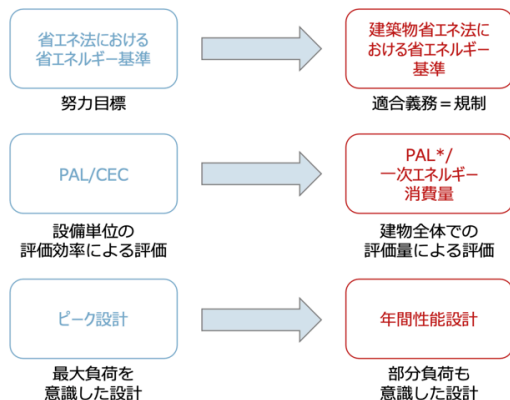 省エネ法における
省エネルギー基準
建築物省エネ法に
おける省エネルギー
基準
努力目標
適合義務＝規制
PAL/CEC
PAL*/
一次エネルギー
消費量
設備単位の
評価効率による評価
建物全体での
評価量による評価
ピーク設計
年間性能設計
最大負荷を
意識した設計
部分負荷も
意識した設計